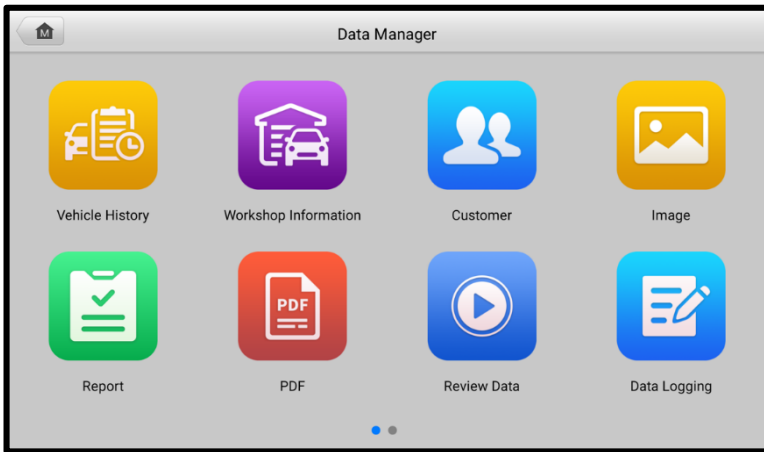 M
Data Manager
Vehicle History
Workshop Information
Customer
Image
PDF
Report
PDF
Review Data
Data Logging